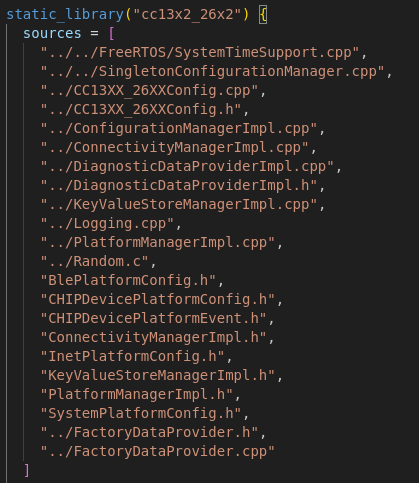 static_library("cc13x2_26x2") {
  sources = [
    "../../FreeRTOS/SystemTimeSupport.cpp",
    "../../SingletonConfigurationManager.cpp",
    "../CC13XX_26XXConfig.cpp",
    "../CC13XX_26XXConfig.h",
    "../ConfigurationManagerImpl.cpp",
    "../ConnectivityManagerImpl.cpp",
    "../DiagnosticDataProviderImpl.cpp",
    "../DiagnosticDataProviderImpl.h",
    "../KeyValueStoreManagerImpl.cpp",
    "../Logging.cpp",
    "../PlatformManagerImpl.cpp",
    "../Random.c",
    "BlePlatformConfig.h",
    "CHIPDevicePlatformConfig.h",
    "CHIPDevicePlatformEvent.h",
    "ConnectivityManagerImpl.h",
    "InetPlatformConfig.h",
    "KeyValueStoreManagerImpl.h",
    "PlatformManagerImpl.h",
    "SystemPlatformConfig.h",
    "../FactoryDataProvider.h",
    "../FactoryDataProvider.cpp"
  ]